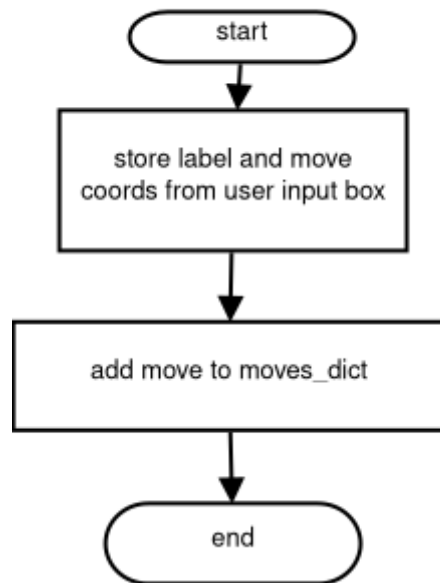 start
store label and move
coords from user input box
add move to moves_dict
end